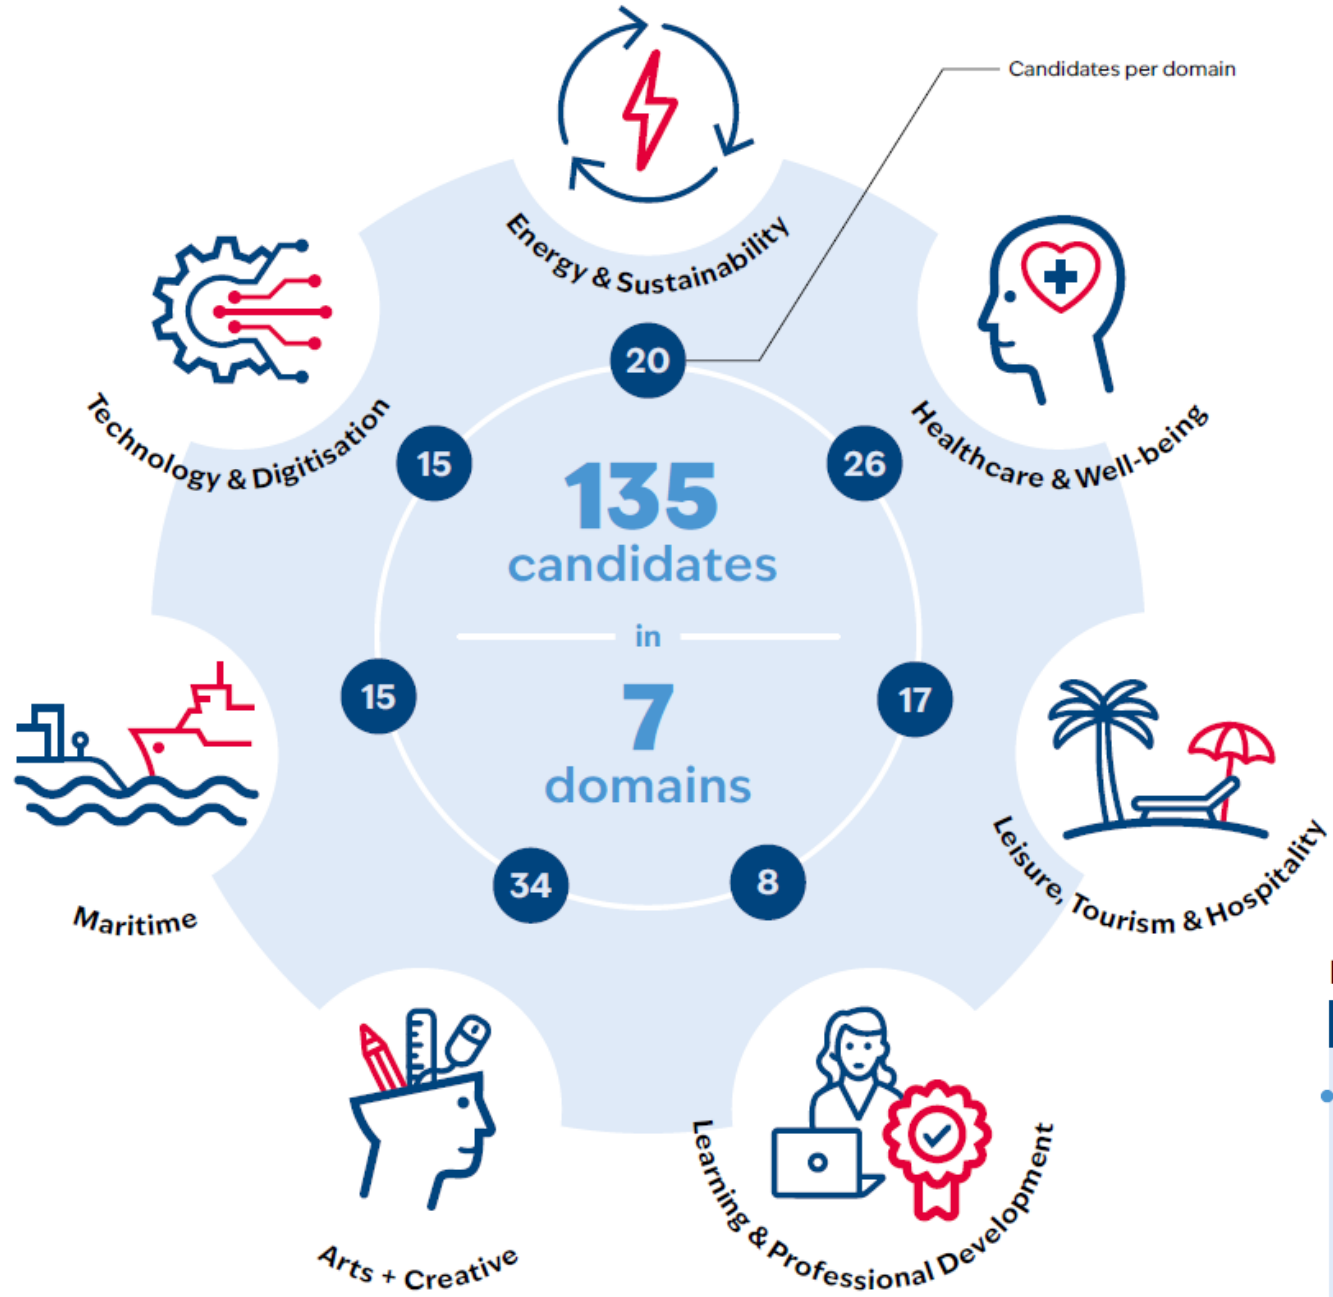 Candidates per domain
Energy & Sustainability
20
Healthcare & Well-being
26
Leisure, Tourism & Hospitality
17
Learning & Professional Development
8
Arts + Creative
34
Maritime
15
Technology & Digitisation
15
135
candidates
in
7
domains